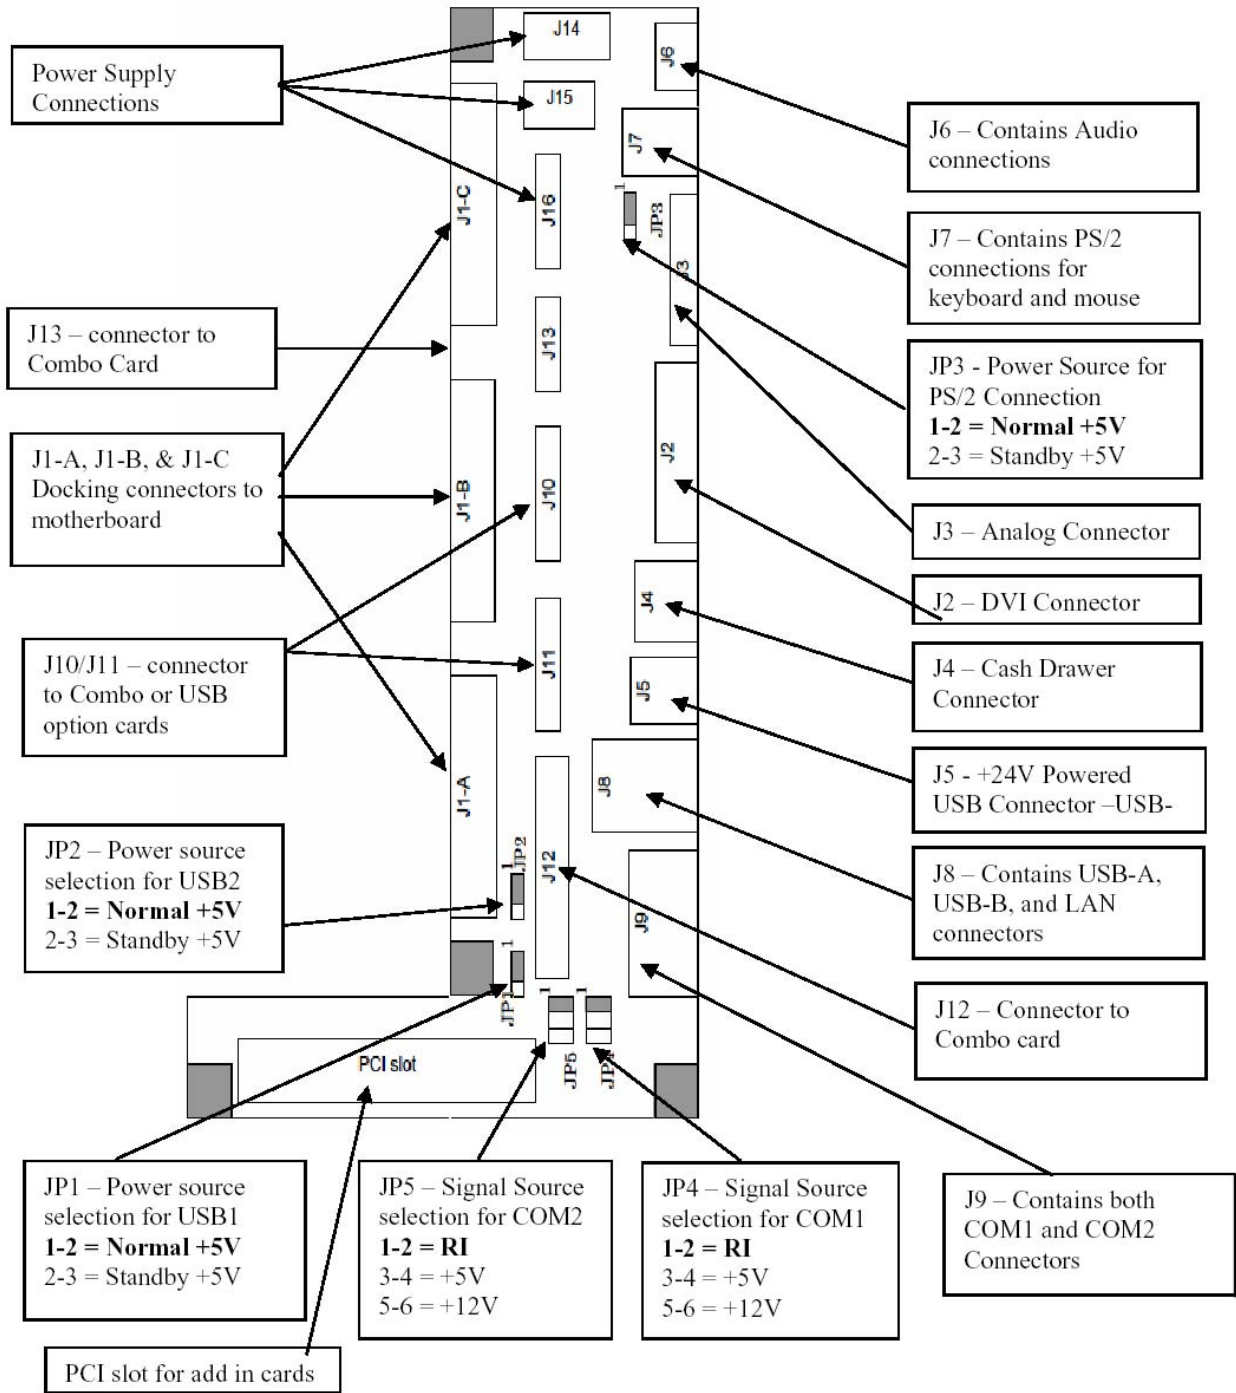 Power Supply
Connections
J13 – connector to
Combo Card
J1-A, J1-B, & J1-C
Docking connectors to
motherboard
J10/J11 – connector
to Combo or USB
option cards
JP2 – Power source
selection for USB2
1-2 = Normal +5V
2-3 = Standby +5V
J14
J15
J16
J13
J10
J11
J12
J1-C
J1-B
J1-A
J6
J7
1
JP3
J3
J2
J4
J5
J8
J9
1
JP2
1
JP1
1
JP5
1
JP4
PCI slot
J6 – Contains Audio
connections
J7 – Contains PS/2
connections for
keyboard and mouse
JP3 - Power Source for
PS/2 Connection
1-2 = Normal +5V
2-3 = Standby +5V
J3 – Analog Connector
J2 – DVI Connector
J4 – Cash Drawer
Connector
J5 - +24V Powered
USB Connector –USB-
J8 – Contains USB-A,
USB-B, and LAN
connectors
J12 – Connector to
Combo card
JP1 – Power source
selection for USB1
1-2 = Normal +5V
2-3 = Standby +5V
JP5 – Signal Source
selection for COM2
1-2 = RI
3-4 = +5V
5-6 = +12V
JP4 – Signal Source
selection for COM1
1-2 = RI
3-4 = +5V
5-6 = +12V
J9 – Contains both
COM1 and COM2
Connectors
PCI slot for add in cards